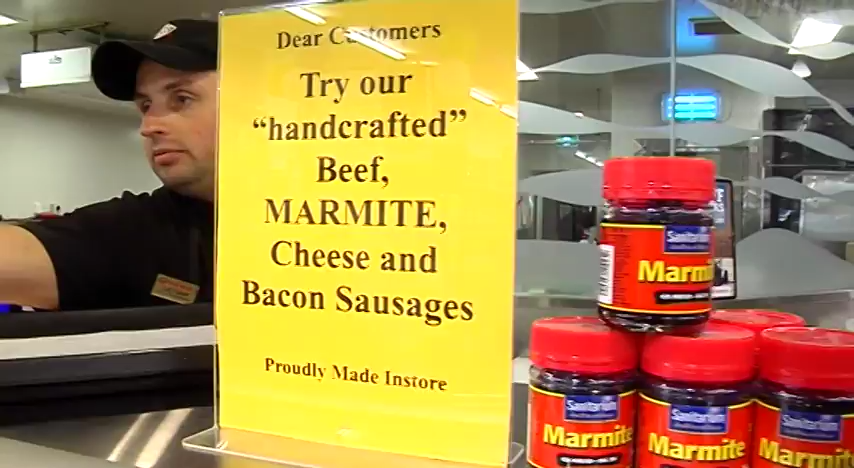 Dear Customers
Try our
“handcrafted”
Beef,
MARMITE,
Cheese and
Bacon Sausages
Proudly Made Instore
Sanitarium
Marmite
Sanitarium
Marmite
Sanitarium
Marmite
Sanitarium
Marmite